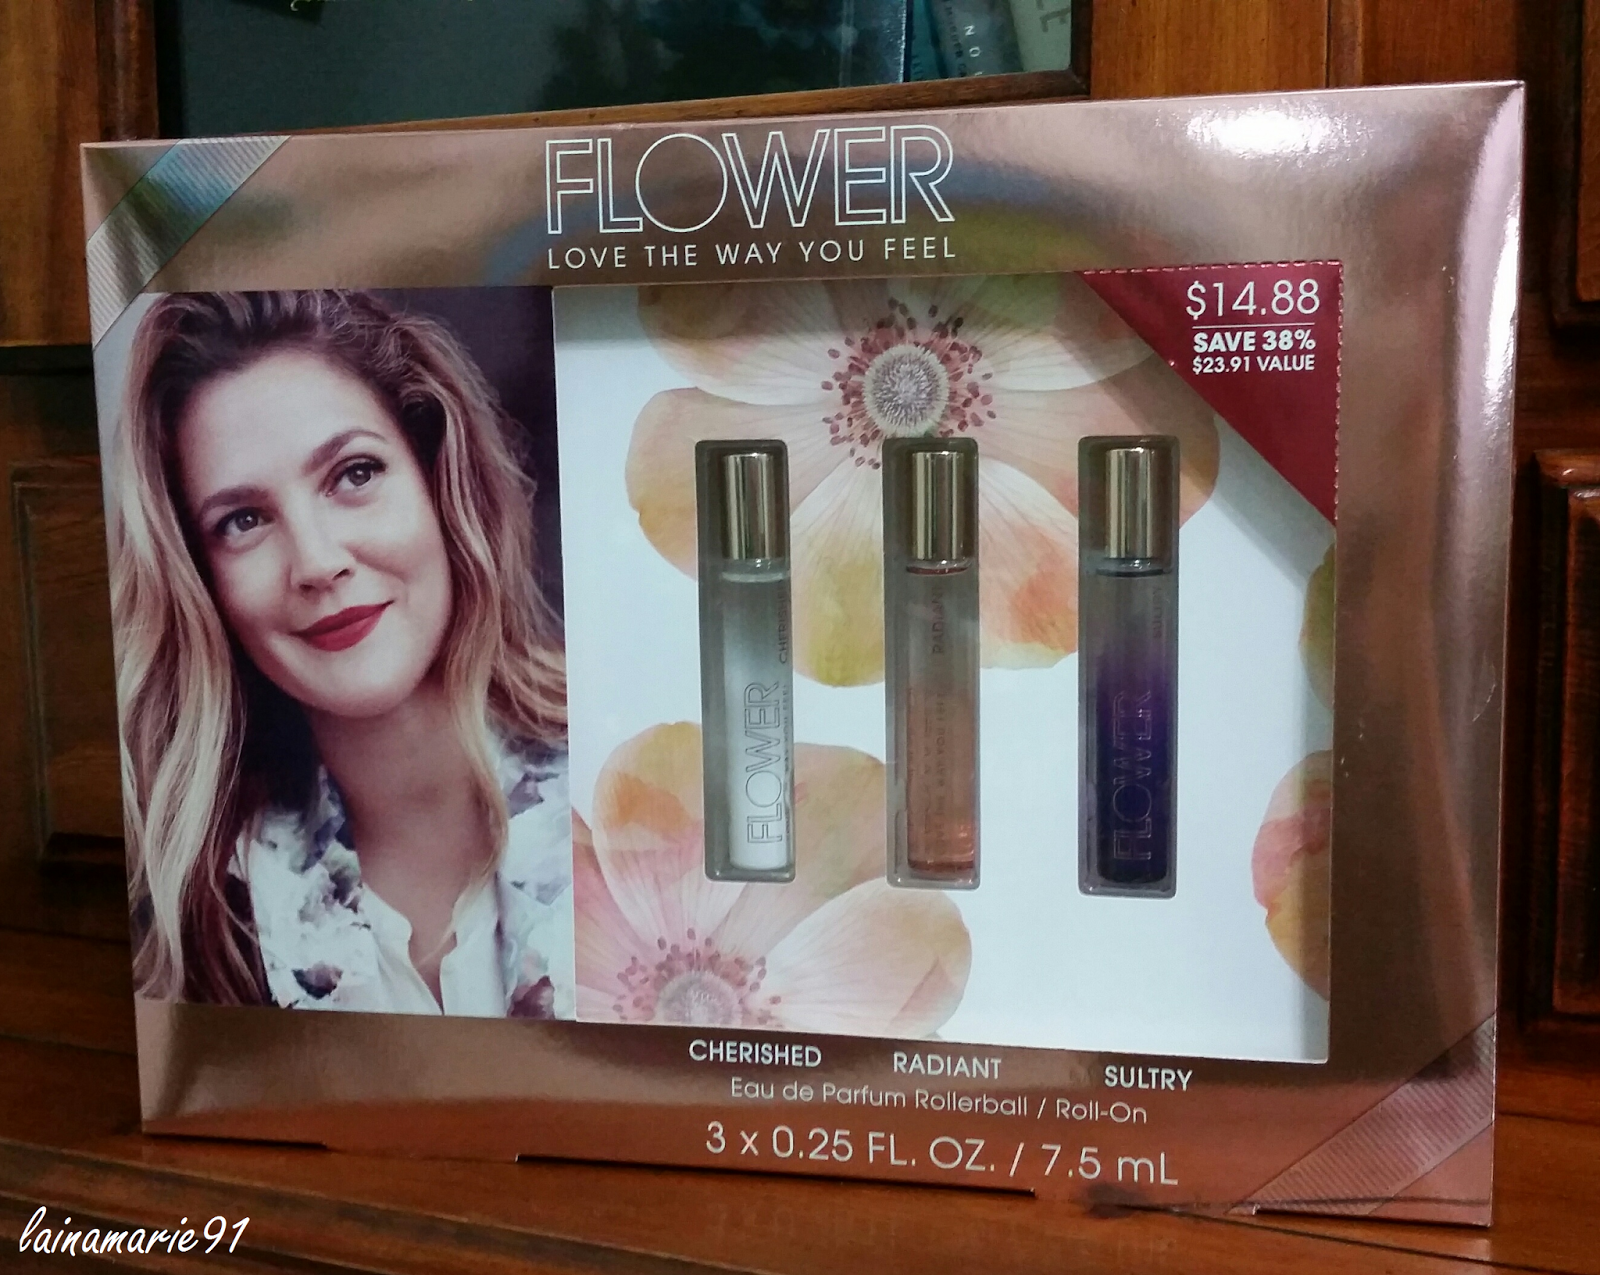 FLOWER
LOVE THE WAY YOU FEEL
$14.88
SAVE 38%
$23.91 VALUE
FLOWER
RADIANT
FLOWER
CHERISHED RADIANT SULTRY
Eau de Parfum Rollerball / Roll-On
3 x 0.25 FL. OZ. / 7.5 mL
lainamarie91